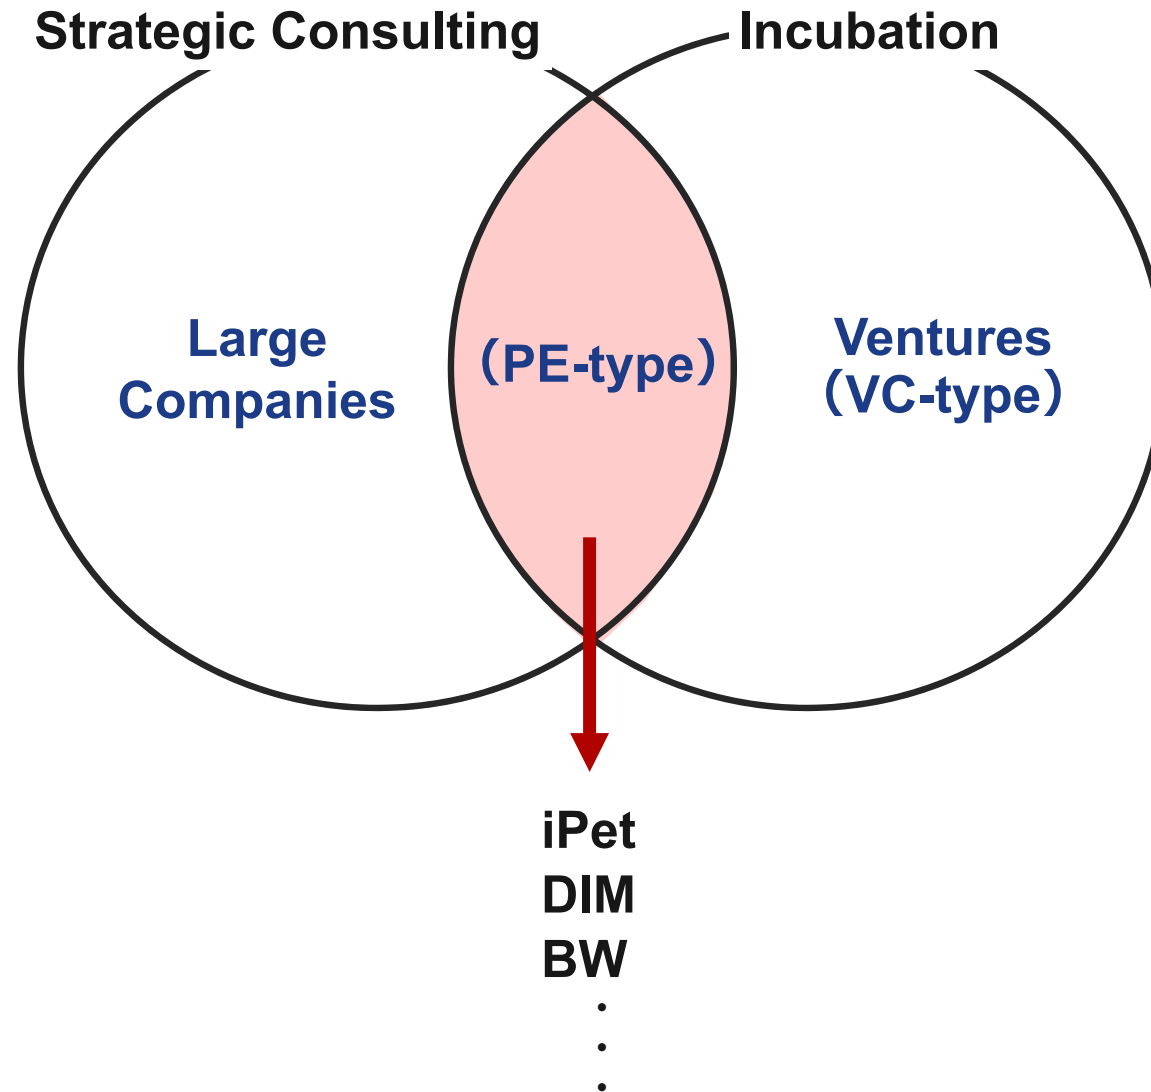 Strategic Consulting
Incubation
Large
Companies
（PE-type）
Ventures
（VC-type）
iPet
DIM
BW
・
・
・